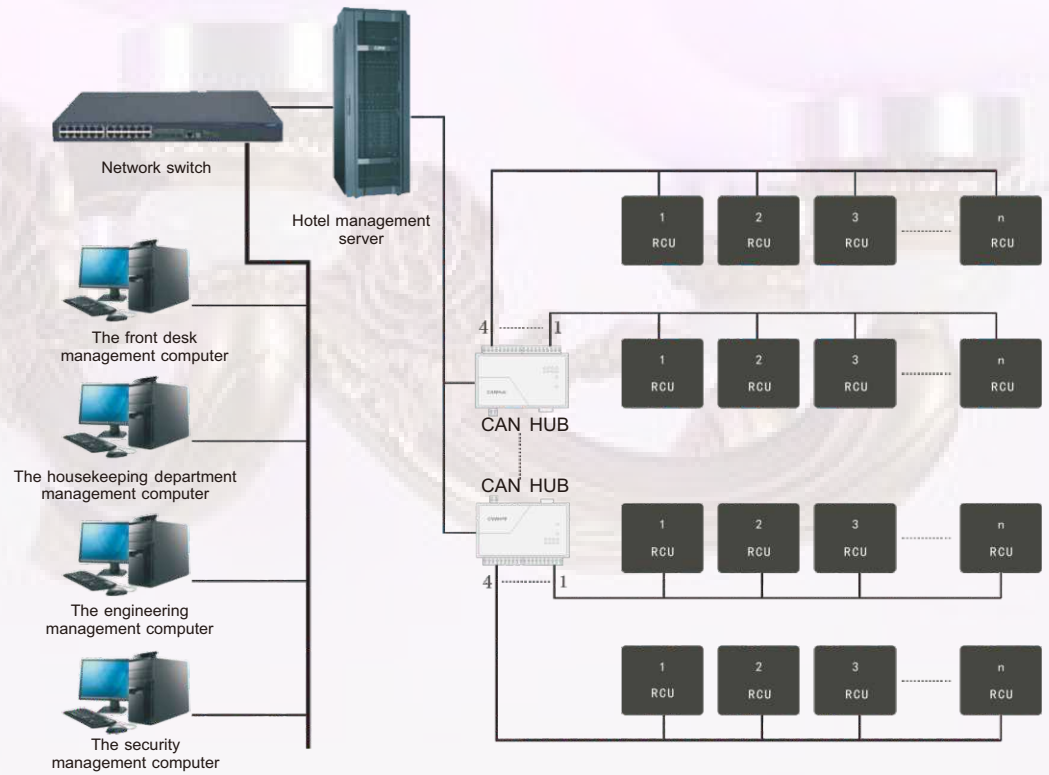 Network switch
Hotel management
server
The front desk
management computer
The housekeeping department
management computer
The engineering
management computer
The security
management computer
1
RCU
2
RCU
3
RCU
n
RCU
4
1
1
RCU
2
RCU
3
RCU
n
RCU
CAN HUB
CAN HUB
1
RCU
2
RCU
3
RCU
n
RCU
4
1
1
RCU
2
RCU
3
RCU
n
RCU